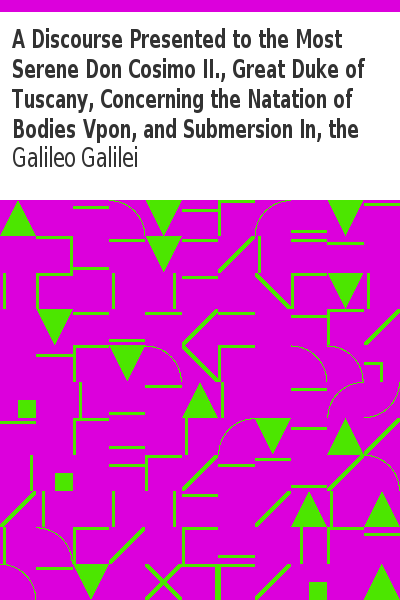 A Discourse Presented to the Most
Serene Don Cosimo II., Great Duke of
Tuscany, Concerning the Natation of
Bodies Vpon, and Submersion In, the
Galileo Galilei